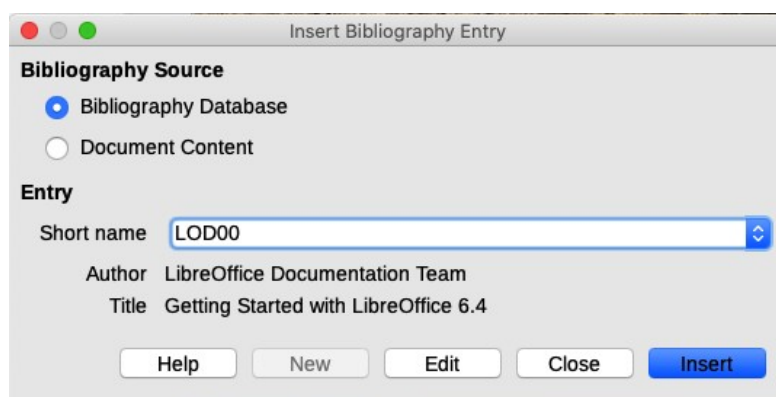 Insert Bibliography Entry
Bibliography Source
Bibliography Database
Document Content
Entry
Short name LOD00
Author LibreOffice Documentation Team
Title Getting Started with LibreOffice 6.4
Help New Edit Close Insert